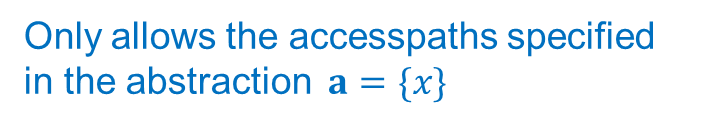 Only allows the accesspaths specified
in the abstraction a = {x}